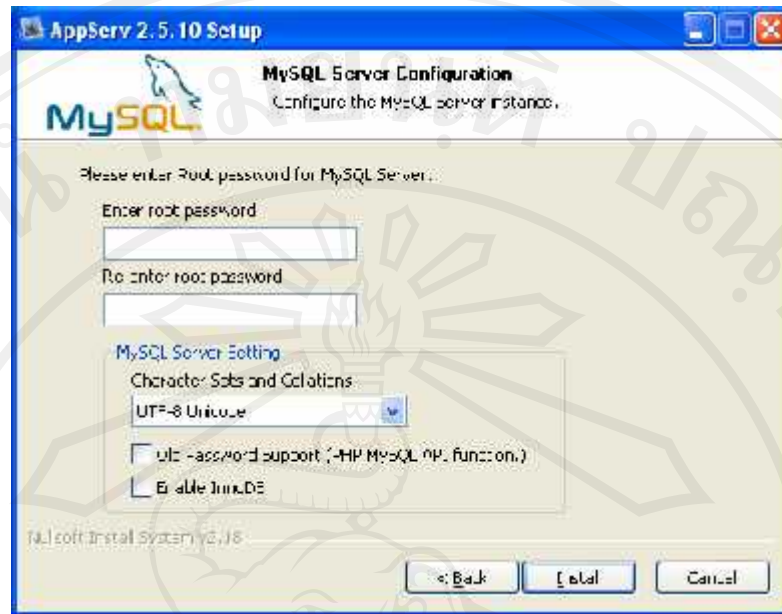 AppServ 2.5.10 Setup
MySQL Server Configuration
Configure the MySQL Server instance.
MySQL
Please enter Root password for MySQL Server.
Enter root password
Re-enter root password
MySQL Server Setting
Character Sets and Collations
UTF-8 Unicode
Old Password Support (PHP MySQL API function.)
Enable InnoDB
Nullsoft Install System v2.18
< Back
Install
Cancel